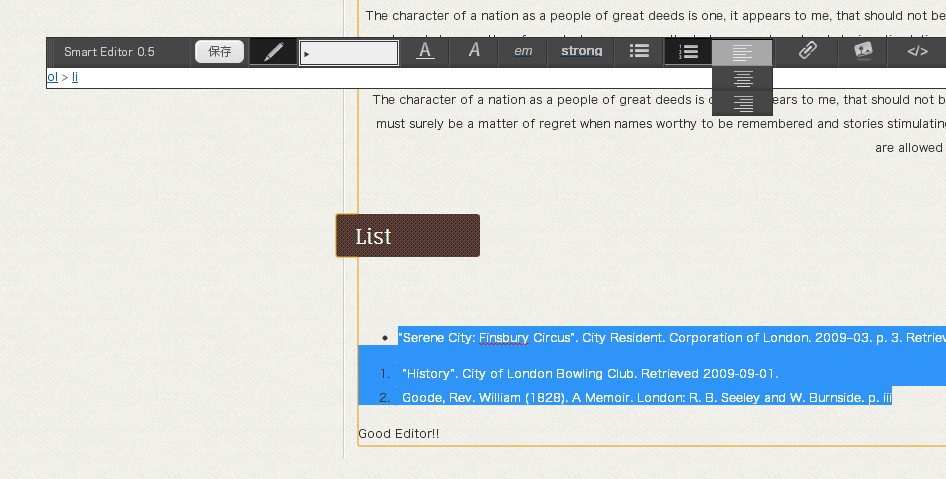 The character of a nation as a people of great deeds is one, it appears to me, that should not be
Smart Editor 0.5 保存 A A em strong </>
ol > li
The character of a nation as a people of great deeds is ears to me, that should not b
must surely be a matter of regret when names worthy to be remembered and stories stimulating
are allowed
List
• "Serene City: Finsbury Circus". City Resident. Corporation of London. 2009–03. p. 3. Retriev
1. "History". City of London Bowling Club. Retrieved 2009-09-01.
2. Goode, Rev. William (1828). A Memoir. London: R. B. Seeley and W. Burnside. p. iii
Good Editor!!